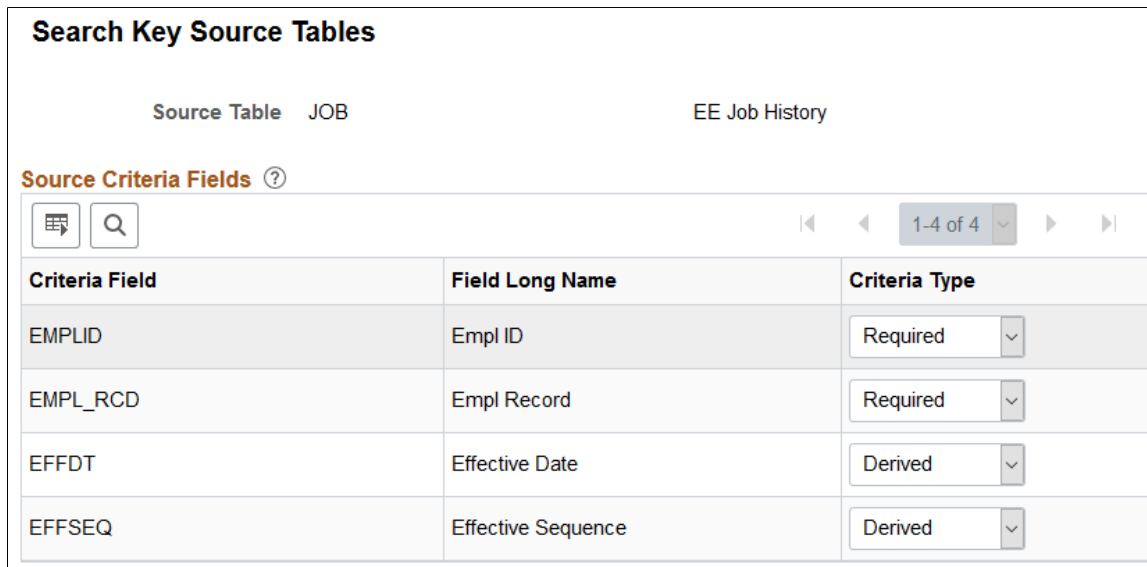 Search Key Source Tables
Source Table JOB EE Job History
Source Criteria Fields ?
1-4 of 4
Criteria Field Field Long Name Criteria Type
EMPLID Empl ID Required
EMPL_RCD Empl Record Required
EFFDT Effective Date Derived
EFFSEQ Effective Sequence Derived